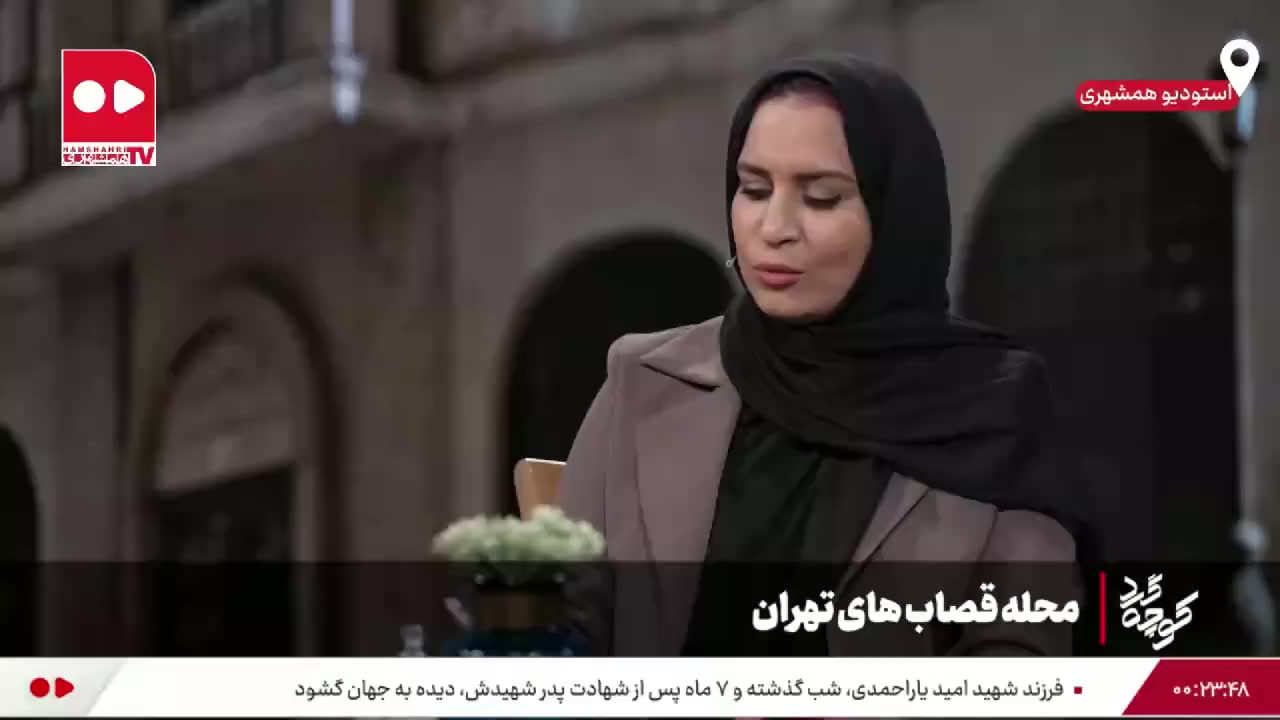 HAMSHAHRI
همشهری TV
استودیو همشهری
کوچه گرد
محله قصاب های تهران
فرزند شهید امید یاراحمدی، شب گذشته و ۷ ماه پس از شهادت پدر شهیدش، دیده به جهان گشود
۰۰:۲۳:۴۸